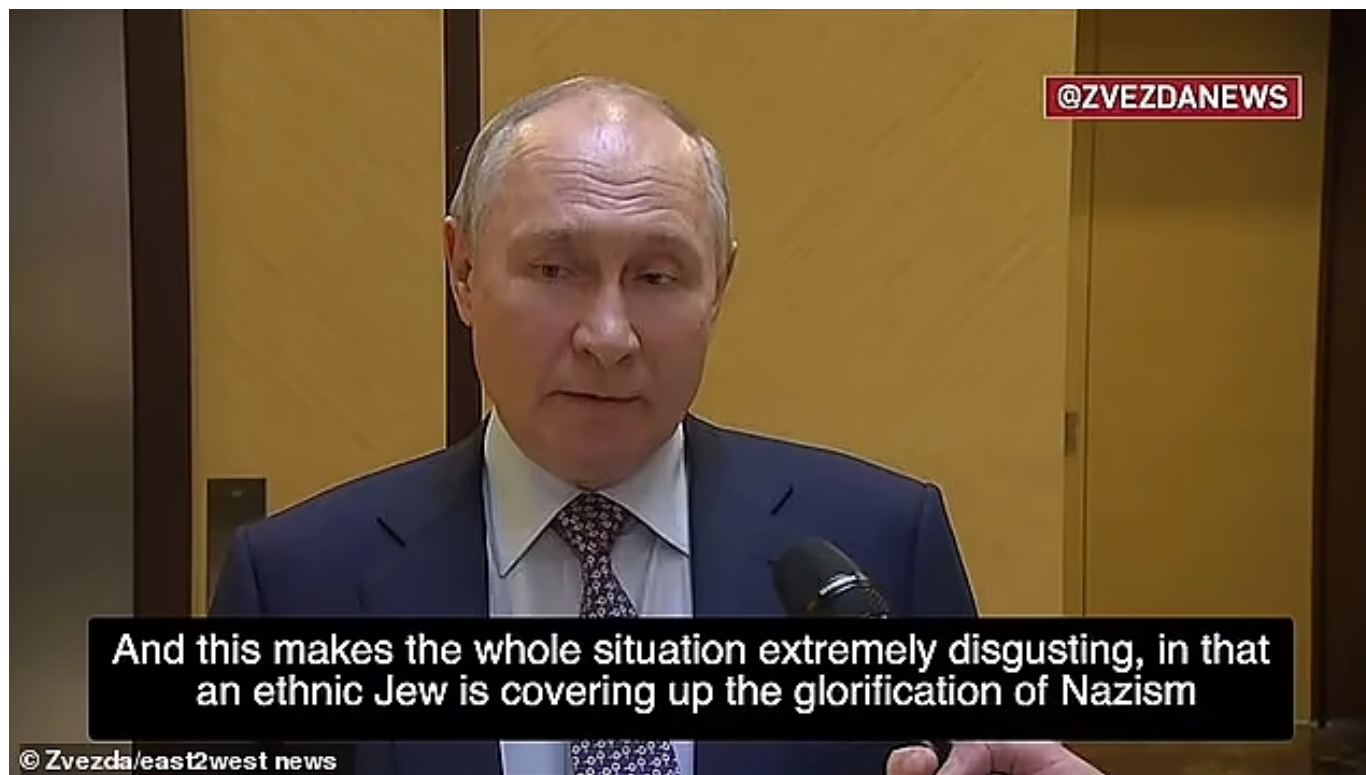 @ZVEZDANEWS
And this makes the whole situation extremely disgusting, in that
an ethnic Jew is covering up the glorification of Nazism
© Zvezda/east2west news